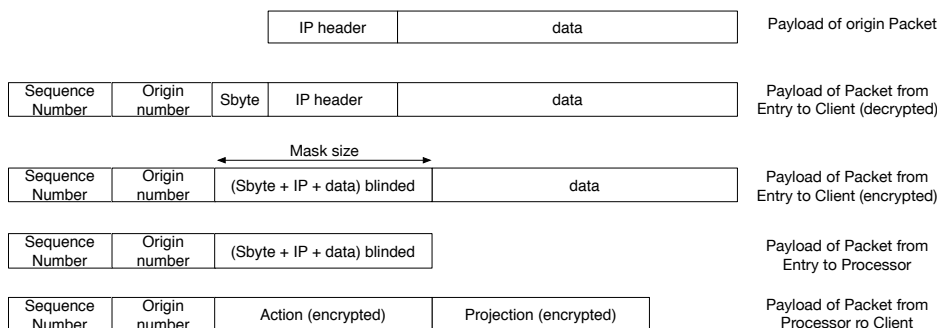 IP header data Payload of origin Packet
Sequence Number Origin number Sbyte IP header data Payload of Packet from Entry to Client (decrypted)
Mask size
Sequence Number Origin number (Sbyte + IP + data) blinded data Payload of Packet from Entry to Client (encrypted)
Sequence Number Origin number (Sbyte + IP + data) blinded Payload of Packet from Entry to Processor
Sequence Number Origin number Action (encrypted) Projection (encrypted) Payload of Packet from Processor ro Client